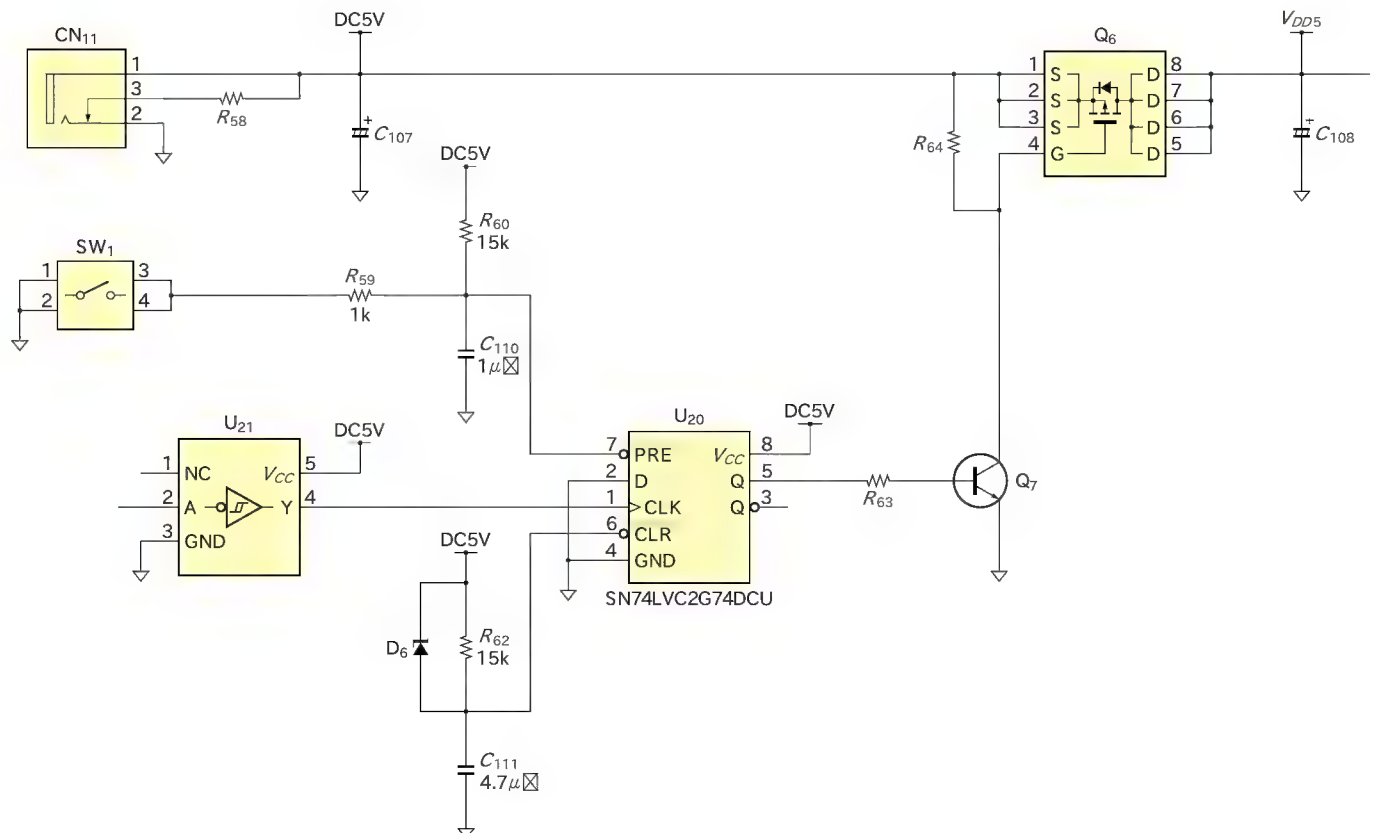 DC5V
CN11
1
3
2
R58
C107
+
DC5V
R60
15k
SW1
1
2
3
4
R59
1k
C110
1μ
U21
1 NC
2 A
3 GND
VCC 5
Y 4
DC5V
U20
7 PRE
2 D
1 CLK
6 CLR
4 GND
VCC 8
Q 5
Q 3
DC5V
SN74LVC2G74DCU
DC5V
D6
R62
15k
C111
4.7μ
R63
Q7
R64
Q6
1 S
2 S
3 S
4 G
D 8
D 7
D 6
D 5
VDD5
+
C108